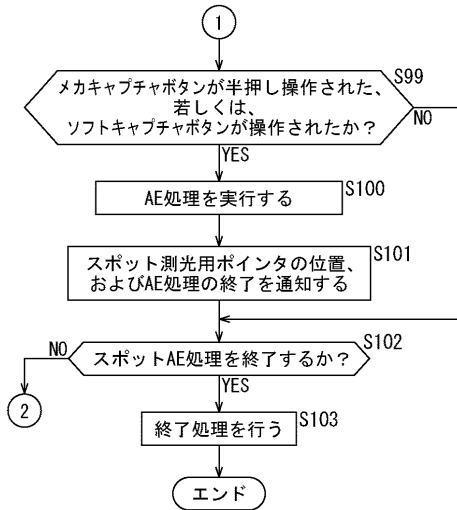 1
S99
メカキャプチャボタンが半押し操作された、
若しくは、
ソフトキャプチャボタンが操作されたか？
NO
YES
S100
AE処理を実行する
S101
スポット測光用ポインタの位置、
およびAE処理の終了を通知する
S102
NO
スポットAE処理を終了するか？
YES
2
S103
終了処理を行う
エンド